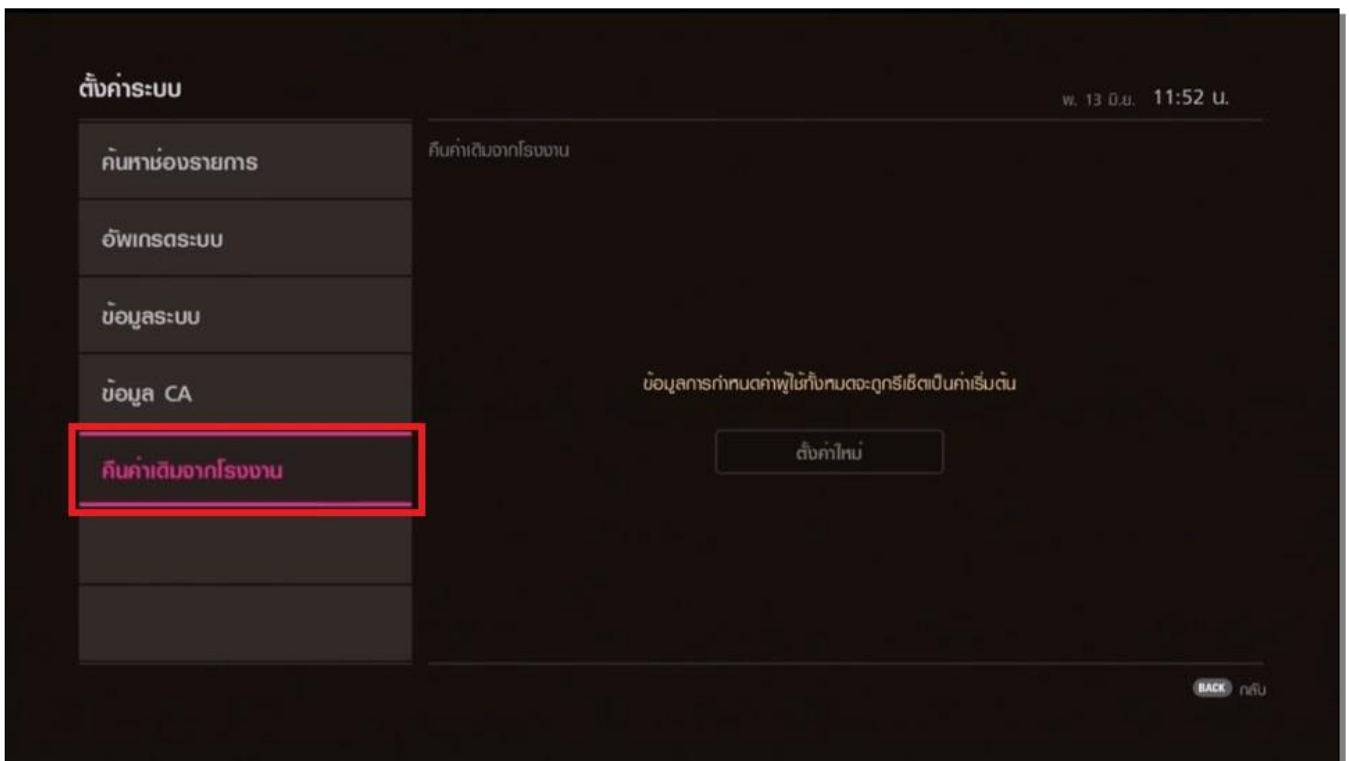 ตั้งค่าระบบ
พ. 13 มิ.ย. 11:52 น.
ค้นหาช่องรายการ
อัพเกรดระบบ
ข้อมูลระบบ
ข้อมูล CA
คืนค่าเดิมจากโรงงาน
คืนค่าเดิมจากโรงงาน
ข้อมูลการกำหนดค่าผู้ใช้ทั้งหมดจะถูกรีเซ็ตเป็นค่าเริ่มต้น
ตั้งค่าใหม่
BACK กลับ